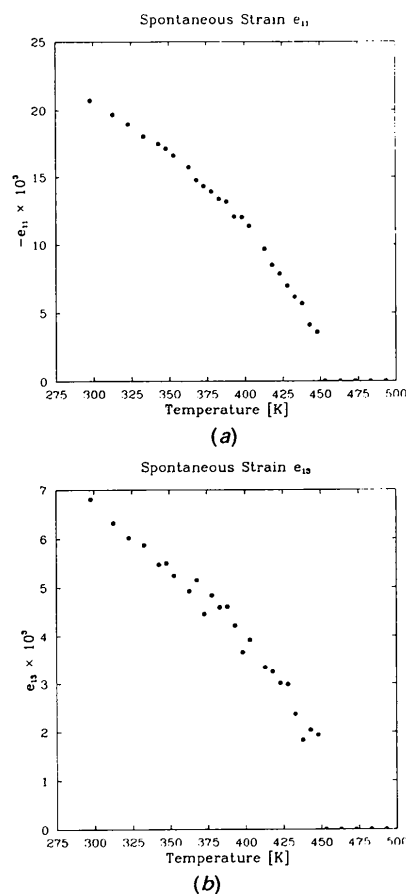 Spontaneous Strain e₁₁
25
20
15
10
5
0
−e₁₁ × 10³
275 300 325 350 375 400 425 450 475 500
Temperature [K]
(a)
Spontaneous Strain e₁₃
7
6
5
4
3
2
1
0
e₁₃ × 10³
275 300 325 350 375 400 425 450 475 500
Temperature [K]
(b)